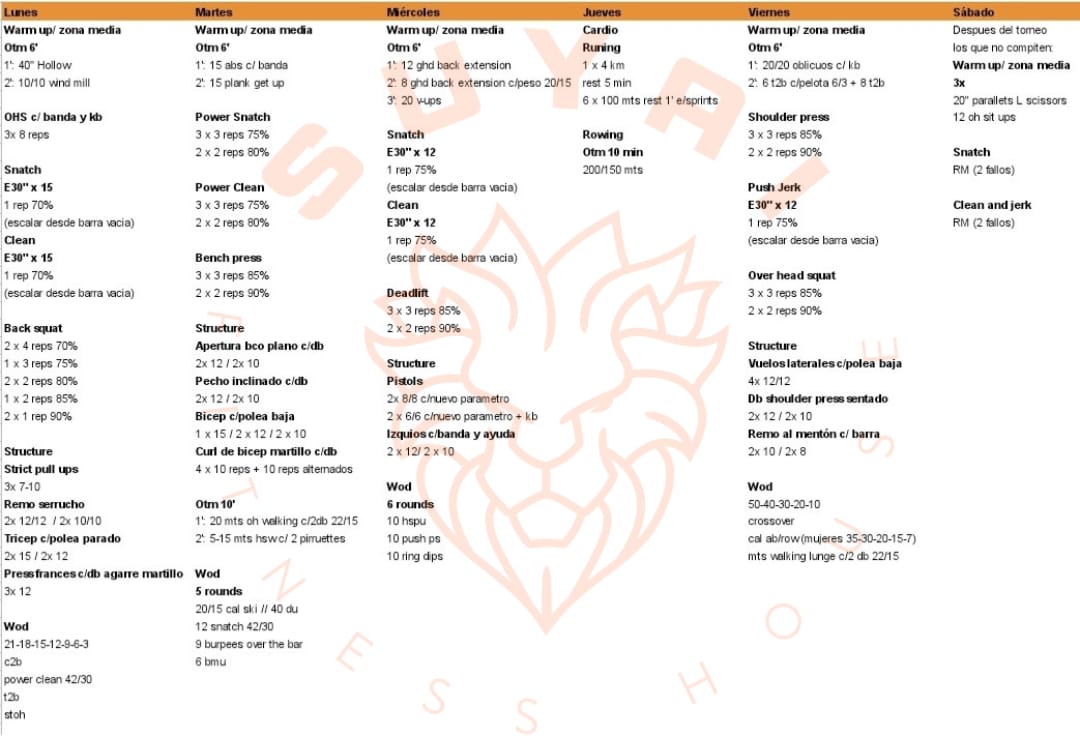 Lunes
Warm up/ zona media
Otm 6'
1': 40" Hollow
2': 10/10 wind mill
OHS c/ banda y kb
3x 8 reps
Snatch
E30" x 15
1 rep 70%
(escalar desde barra vacia)
Clean
E30" x 15
1 rep 70%
(escalar desde barra vacia)
Back squat
2 x 4 reps 70%
1 x 3 reps 75%
2 x 2 reps 80%
1 x 2 reps 85%
2 x 1 rep 90%
Structure
Strict pull ups
3x 7-10
Remo serrucho
2x 12/12 / 2x 10/10
Tricep c/polea parado
2x 15 / 2x 12
Press frances c/db agarre martillo
3x 12
Wod
21-18-15-12-9-6-3
c2b
power clean 42/30
t2b
stoh
Martes
Warm up/ zona media
Otm 6'
1': 15 abs c/ banda
2': 15 plank get up
Power Snatch
3 x 3 reps 75%
2 x 2 reps 80%
Power Clean
3 x 3 reps 75%
2 x 2 reps 80%
Bench press
3 x 3 reps 85%
2 x 2 reps 90%
Structure
Apertura bco plano c/db
2x 12 / 2x 10
Pecho inclinado c/db
2x 12 / 2x 10
Bicep c/polea baja
1 x 15 / 2 x 12 / 2 x 10
Curl de bicep martillo c/db
4 x 10 reps + 10 reps alternados
Otm 10'
1': 20 mts oh walking c/2db 22/15
2': 5-15 mts hsw c/ 2 pirruettes
Wod
5 rounds
20/15 cal ski // 40 du
12 snatch 42/30
9 burpees over the bar
6 bmu
Miércoles
Warm up/ zona media
Otm 6'
1': 12 ghd back extension
2': 8 ghd back extension c/peso 20/15
3': 20 v-ups
Snatch
E30" x 12
1 rep 75%
(escalar desde barra vacia)
Clean
E30" x 12
1 rep 75%
(escalar desde barra vacia)
Deadlift
3 x 3 reps 85%
2 x 2 reps 90%
Structure
Pistols
2x 8/8 c/nuevo parametro
2 x 6/6 c/nuevo parametro + kb
Izquios c/banda y ayuda
2 x 12/ 2 x 10
Wod
6 rounds
10 hspu
10 push ps
10 ring dips
Jueves
Cardio
Runing
1 x 4 km
rest 5 min
6 x 100 mts rest 1' e/sprints
Rowing
Otm 10 min
200/150 mts
Viernes
Warm up/ zona media
Otm 6'
1': 20/20 oblicuos c/ kb
2': 6 t2b c/pelota 6/3 + 8 t2b
Shoulder press
3 x 3 reps 85%
2 x 2 reps 90%
Push Jerk
E30" x 12
1 rep 75%
(escalar desde barra vacia)
Over head squat
3 x 3 reps 85%
2 x 2 reps 90%
Structure
Vuelos laterales c/polea baja
4x 12/12
Db shoulder press sentado
2x 12 / 2x 10
Remo al mentón c/ barra
2x 10 / 2x 8
Wod
50-40-30-20-10
crossover
cal ab/row (mujeres 35-30-20-15-7)
mts walking lunge c/2 db 22/15
Sábado
Despues del torneo
los que no compiten:
Warm up/ zona media
3x
20" parallets L scissors
12 oh sit ups
Snatch
RM (2 fallos)
Clean and jerk
RM (2 fallos)
SUYAI
FITNESS HOUSE